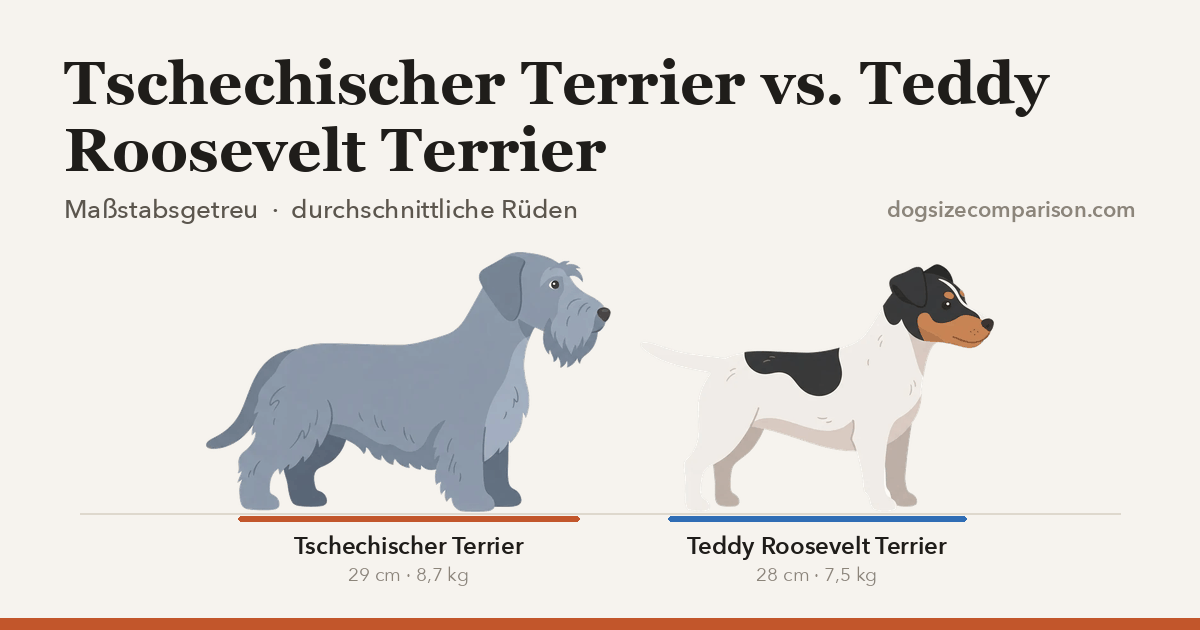 Tschechischer Terrier vs. Teddy
Roosevelt Terrier
Maßstabsgetreu · durchschnittliche Rüden
dogsizecomparison.com
Tschechischer Terrier
29 cm · 8,7 kg
Teddy Roosevelt Terrier
28 cm · 7,5 kg